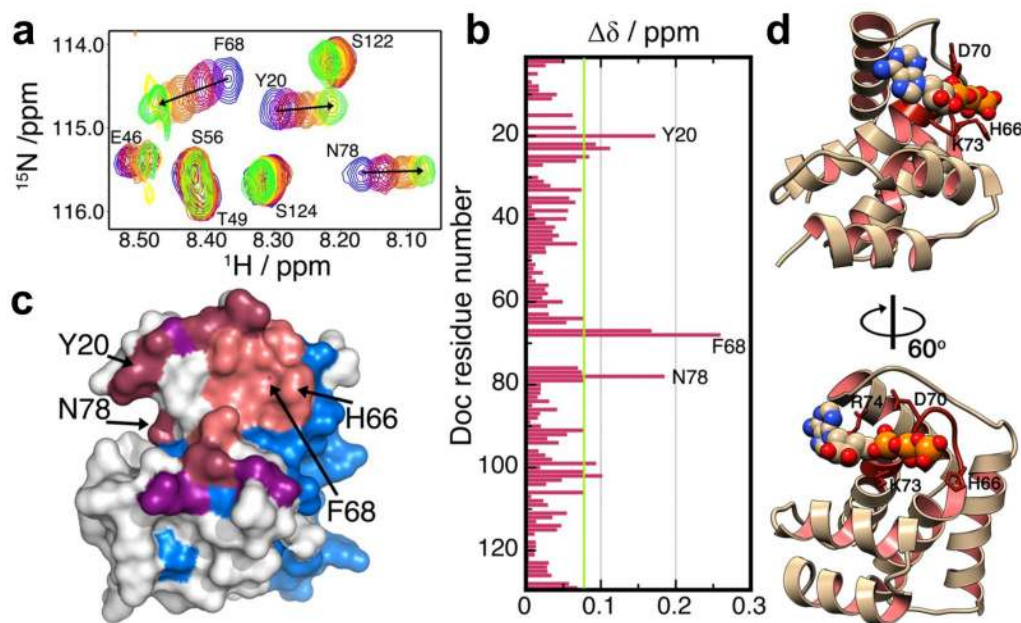 a
114.0
115.0
116.0
¹⁵N /ppm
F68
S122
Y20
E46
S56
N78
T49
S124
8.50
8.40
8.30
8.20
8.10
¹H / ppm
b
Δδ / ppm
Doc residue number
20
40
60
80
100
120
Y20
F68
N78
0
0.1
0.2
0.3
c
Y20
N78
H66
F68
d
D70
H66
K73
60º
R74
D70
K73
H66